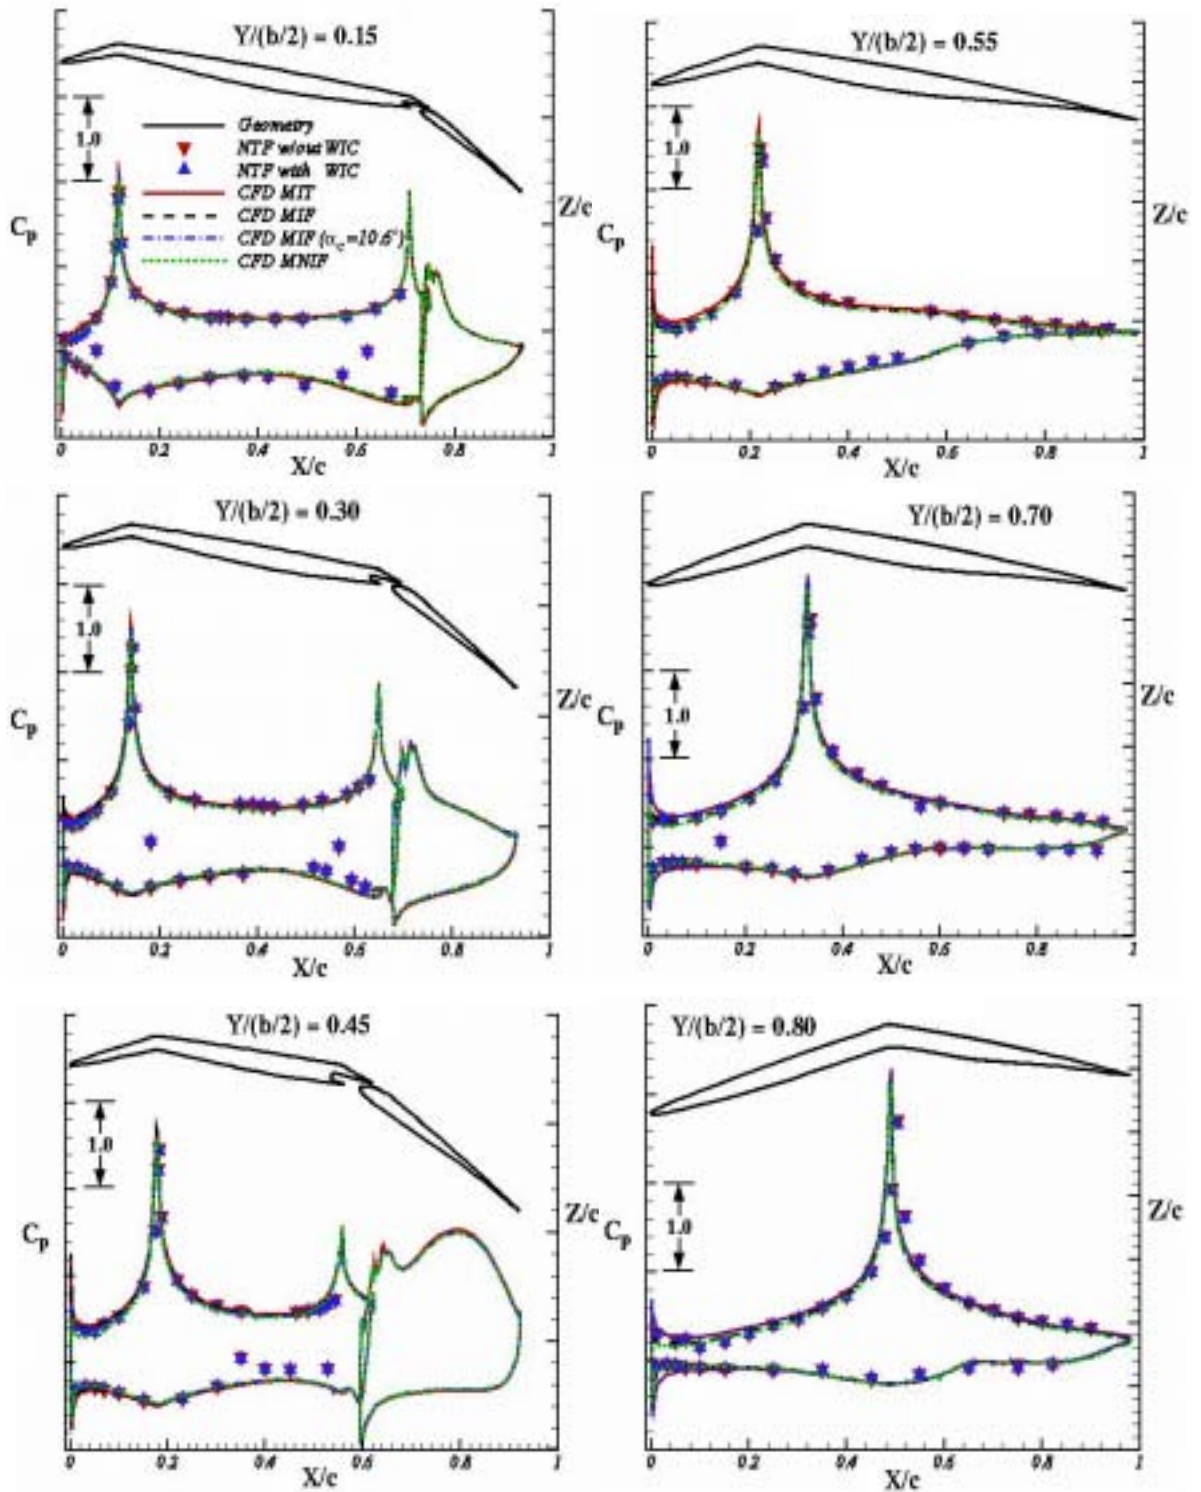 Y/(b/2) = 0.15
1.0
Geometry
NTF w/out WIC
NTF with WIC
CFD MIT
CFD MIF
CFD MIF (αc=10.6°)
CFD MNIF
Cp
Z/c
0 0.2 0.4 0.6 0.8 1
X/c
Y/(b/2) = 0.55
1.0
Cp
Z/c
0 0.2 0.4 0.6 0.8 1
X/c
Y/(b/2) = 0.30
1.0
Cp
Z/c
0 0.2 0.4 0.6 0.8 1
X/c
Y/(b/2) = 0.70
1.0
Cp
Z/c
0 0.2 0.4 0.6 0.8 1
X/c
Y/(b/2) = 0.45
1.0
Cp
Z/c
0 0.2 0.4 0.6 0.8 1
X/c
Y/(b/2) = 0.80
1.0
Cp
Z/c
0 0.2 0.4 0.6 0.8 1
X/c